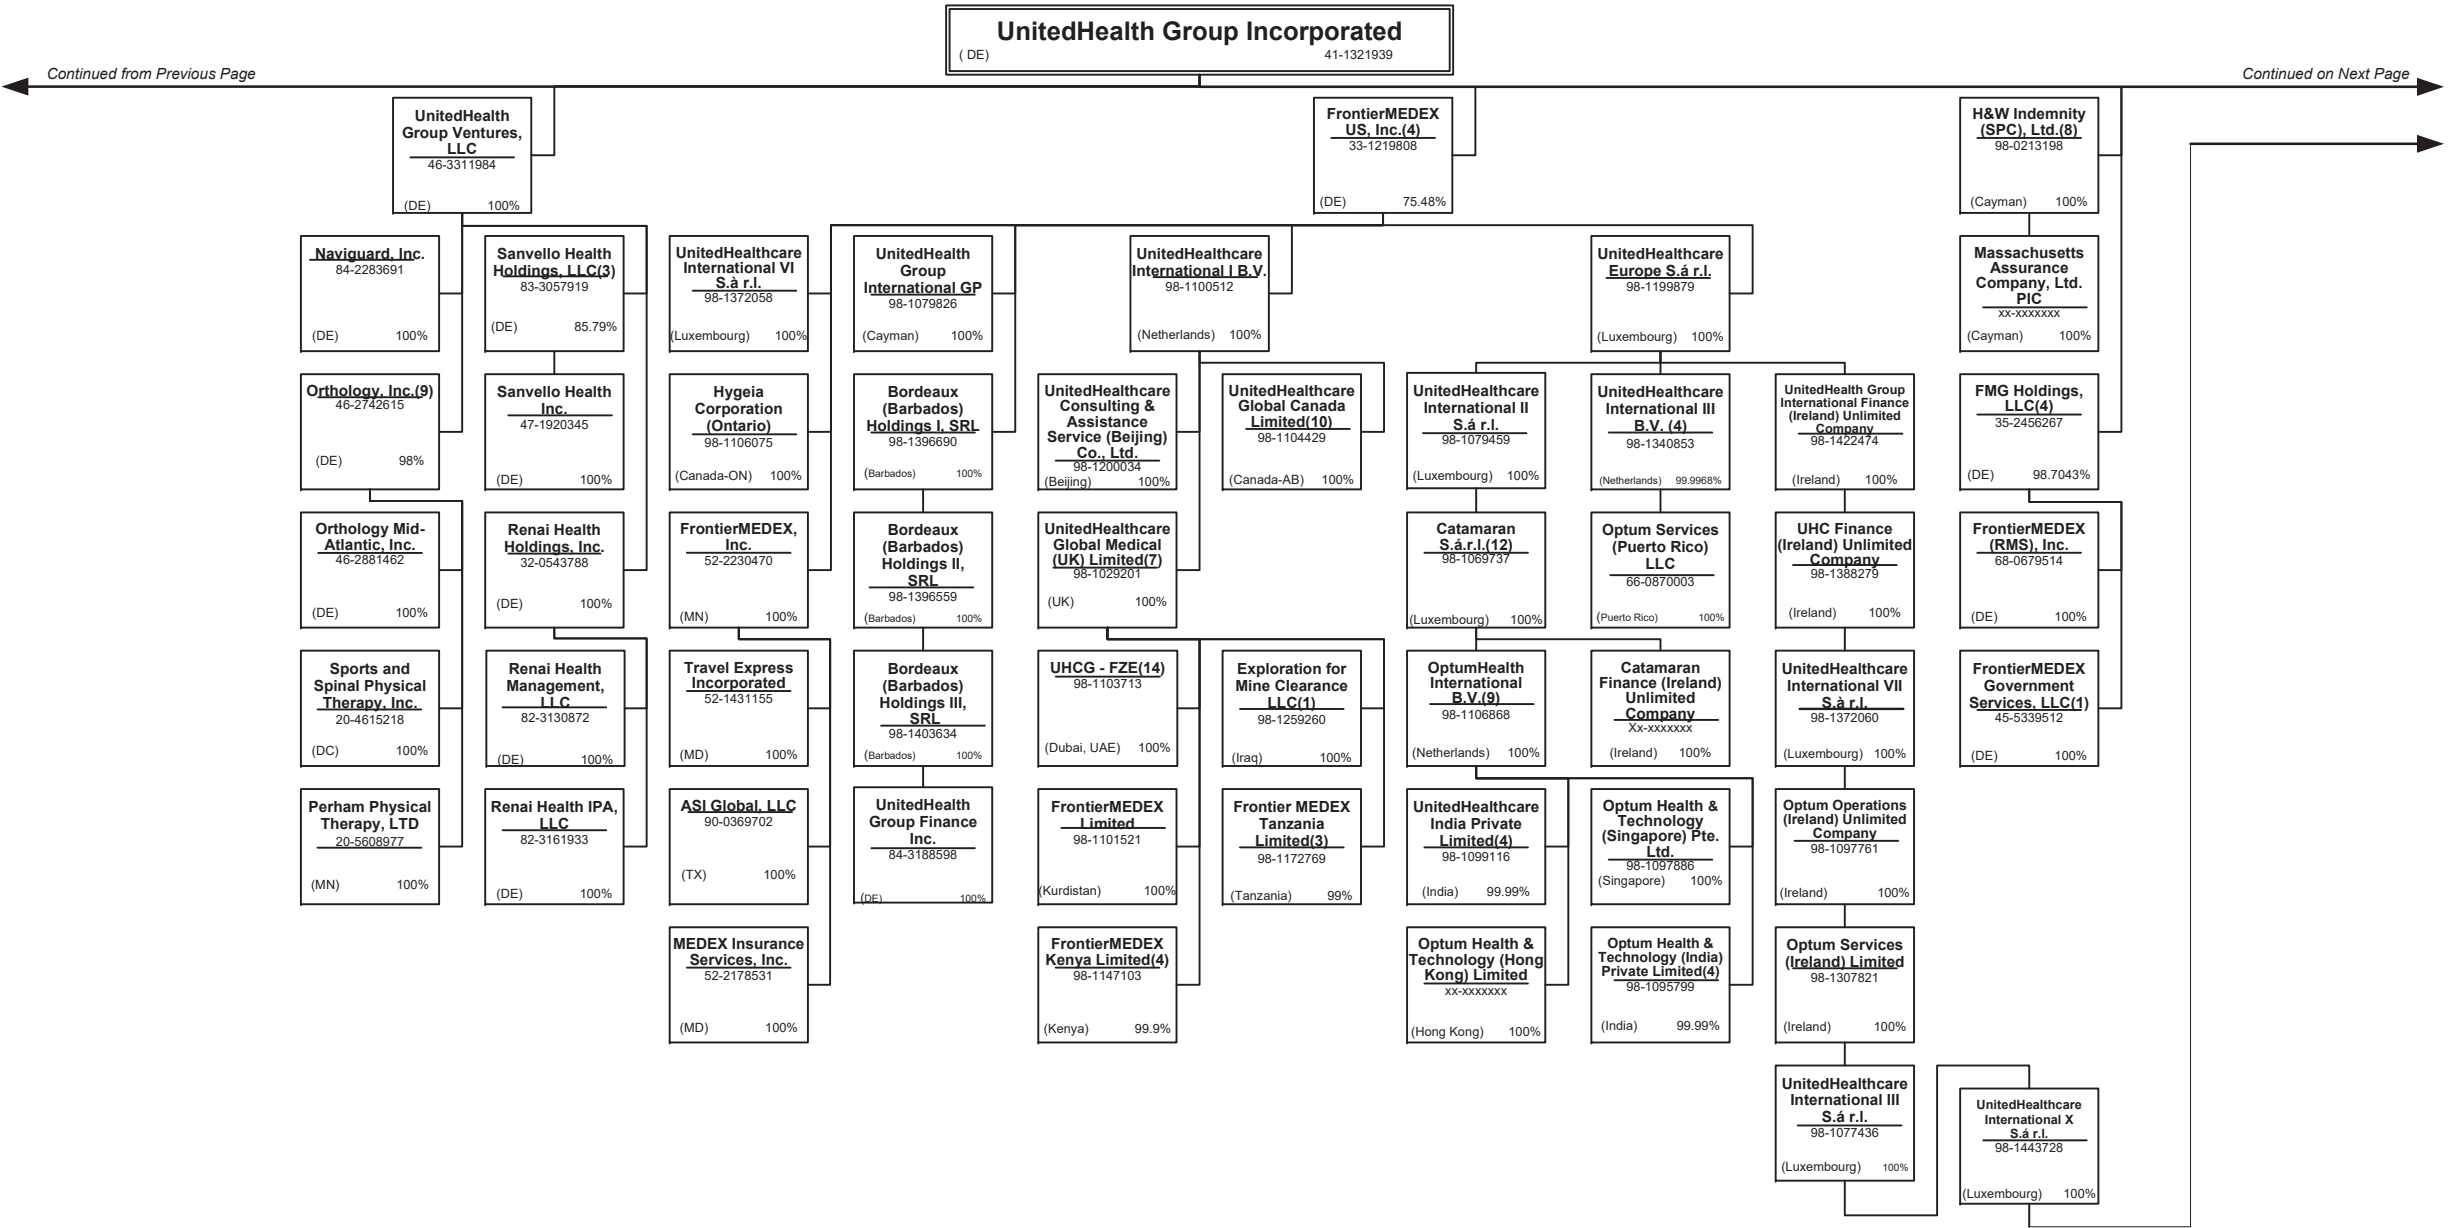 UnitedHealth Group Incorporated
( DE)
41-1321939
Continued from Previous Page
Continued on Next Page
UnitedHealth
Group Ventures,
LLC
46-3311984
(DE)
100%
FrontierMEDEX
US, Inc.(4)
33-1219808
(DE)
75.48%
H&W Indemnity
(SPC), Ltd.(8)
98-0213198
(Cayman)
100%
Naviguard, Inc.
84-2283691
(DE)
100%
Sanvello Health
Holdings, LLC(3)
83-3057919
(DE)
85.79%
UnitedHealthcare
International VI
S.à r.l.
98-1372058
(Luxembourg)
100%
UnitedHealth
Group
International GP
98-1079826
(Cayman)
100%
UnitedHealthcare
International I B.V.
98-1100512
(Netherlands)
100%
UnitedHealthcare
Europe S.á r.l.
98-1199879
(Luxembourg)
100%
Massachusetts
Assurance
Company, Ltd.
PIC
xx-xxxxxxx
(Cayman)
100%
Orthology, Inc.(9)
46-2742615
(DE)
98%
Sanvello Health
Inc.
47-1920345
(DE)
100%
Hygeia
Corporation
(Ontario)
98-1106075
(Canada-ON)
100%
Bordeaux
(Barbados)
Holdings I, SRL
98-1396690
(Barbados)
100%
UnitedHealthcare
Consulting &
Assistance
Service (Beijing)
Co., Ltd.
98-1200034
(Beijing)
100%
UnitedHealthcare
Global Canada
Limited(10)
98-1104429
(Canada-AB)
100%
UnitedHealthcare
International II
S.á r.l.
98-1079459
(Luxembourg)
100%
UnitedHealthcare
International III
B.V. (4)
98-1340853
(Netherlands)
99.9968%
UnitedHealth Group
International Finance
(Ireland) Unlimited
Company
98-1422474
(Ireland)
100%
FMG Holdings,
LLC(4)
35-2456267
(DE)
98.7043%
Orthology Mid-
Atlantic, Inc.
46-2881462
(DE)
100%
Renai Health
Holdings, Inc.
32-0543788
(DE)
100%
FrontierMEDEX,
Inc.
52-2230470
(MN)
100%
Bordeaux
(Barbados)
Holdings II,
SRL
98-1396559
(Barbados)
100%
UnitedHealthcare
Global Medical
(UK) Limited(7)
98-1029201
(UK)
100%
Catamaran
S.á.r.l.(12)
98-1069737
(Luxembourg)
100%
Optum Services
(Puerto Rico)
LLC
66-0870003
(Puerto Rico)
100%
UHC Finance
(Ireland) Unlimited
Company
98-1388279
(Ireland)
100%
FrontierMEDEX
(RMS), Inc.
68-0679514
(DE)
100%
Sports and
Spinal Physical
Therapy, Inc.
20-4615218
(DC)
100%
Renai Health
Management,
LLC
82-3130872
(DE)
100%
Travel Express
Incorporated
52-1431155
(MD)
100%
Bordeaux
(Barbados)
Holdings III,
SRL
98-1403634
(Barbados)
100%
UHCG - FZE(14)
98-1103713
(Dubai, UAE)
100%
Exploration for
Mine Clearance
LLC(1)
98-1259260
(Iraq)
100%
OptumHealth
International
B.V.(9)
98-1106868
(Netherlands)
100%
Catamaran
Finance (Ireland)
Unlimited
Company
Xx-xxxxxxx
(Ireland)
100%
UnitedHealthcare
International VII
S.à r.l.
98-1372060
(Luxembourg)
100%
FrontierMEDEX
Government
Services, LLC(1)
45-5339512
(DE)
100%
Perham Physical
Therapy, LTD
20-5608977
(MN)
100%
Renai Health IPA,
LLC
82-3161933
(DE)
100%
ASI Global, LLC
90-0369702
(TX)
100%
UnitedHealth
Group Finance
Inc.
84-3188598
(DE)
100%
FrontierMEDEX
Limited
98-1101521
(Kurdistan)
100%
Frontier MEDEX
Tanzania
Limited(3)
98-1172769
(Tanzania)
99%
UnitedHealthcare
India Private
Limited(4)
98-1099116
(India)
99.99%
Optum Health &
Technology
(Singapore) Pte.
Ltd.
98-1097886
(Singapore)
100%
Optum Operations
(Ireland) Unlimited
Company
98-1097761
(Ireland)
100%
MEDEX Insurance
Services, Inc.
52-2178531
(MD)
100%
FrontierMEDEX
Kenya Limited(4)
98-1147103
(Kenya)
99.9%
Optum Health &
Technology (Hong
Kong) Limited
xx-xxxxxxx
(Hong Kong)
100%
Optum Health &
Technology (India)
Private Limited(4)
98-1095799
(India)
99.99%
Optum Services
(Ireland) Limited
98-1307821
(Ireland)
100%
UnitedHealthcare
International III
S.á r.l.
98-1077436
(Luxembourg)
100%
UnitedHealthcare
International X
S.á r.l.
98-1443728
(Luxembourg)
100%